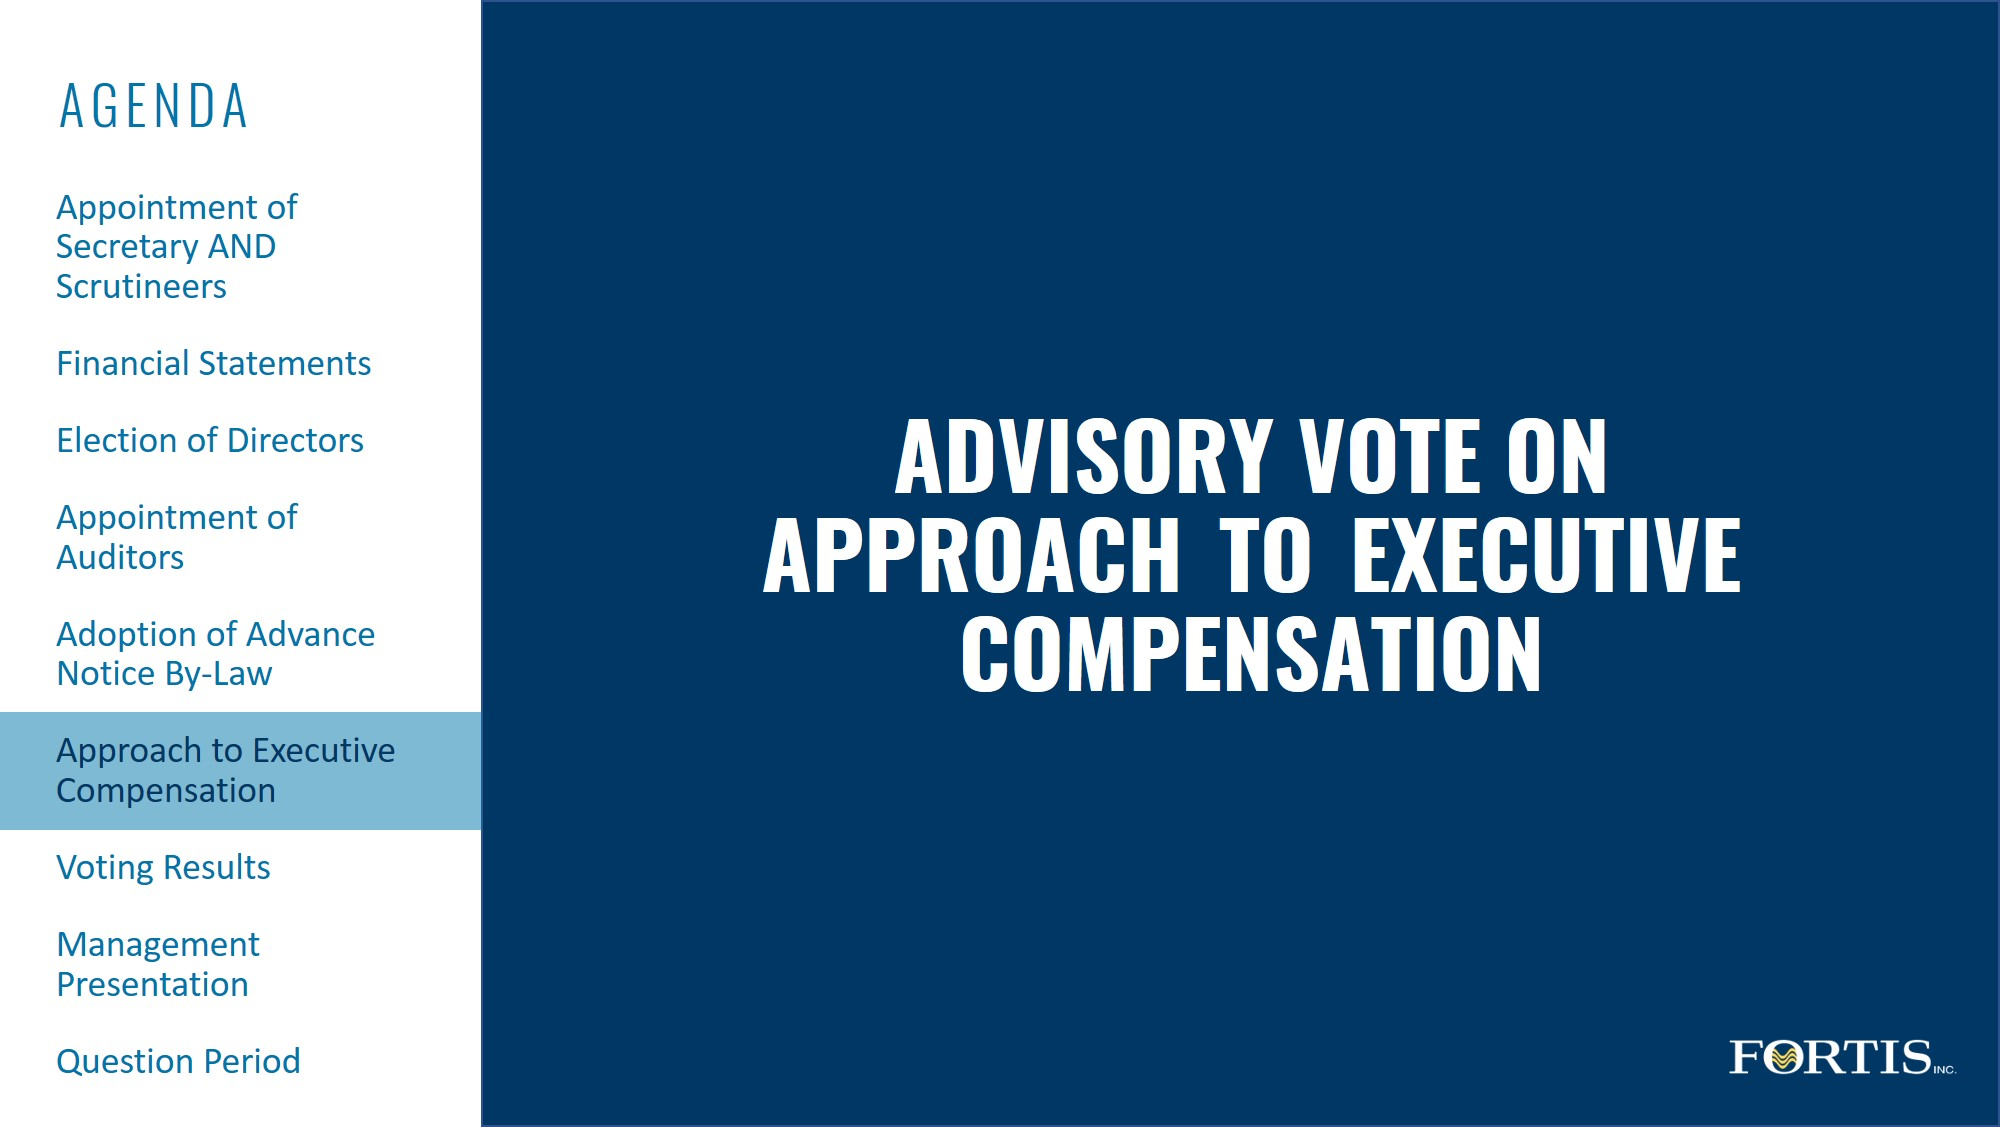 AGENDA
Appointment of
Secretary AND
Scrutineers
Financial Statements
Election of Directors
Appointment of
Auditors
Adoption of Advance
Notice By-Law
Approach to Executive
Compensation
Voting Results
Management
Presentation
Question Period
ADVISORY VOTE ON
APPROACH TO EXECUTIVE
COMPENSATION
FORTIS INC.